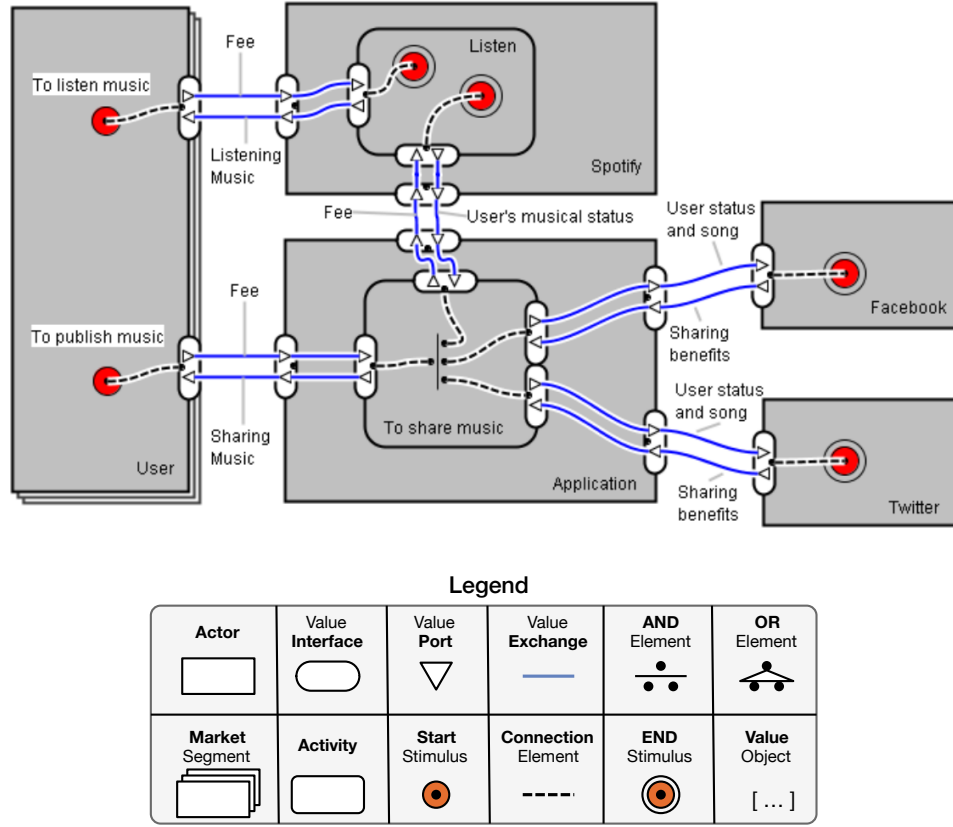 Fee
To listen music
Listen
Listening
Music
Spotify
Fee
User's musical status
User status
and song
Fee
To publish music
Facebook
Sharing
benefits
User status
and song
To share music
Sharing
Music
User
Application
Sharing
benefits
Twitter
Legend
Actor
Value
Interface
Value
Port
Value
Exchange
AND
Element
OR
Element
Market
Segment
Activity
Start
Stimulus
Connection
Element
END
Stimulus
Value
Object
[ ... ]